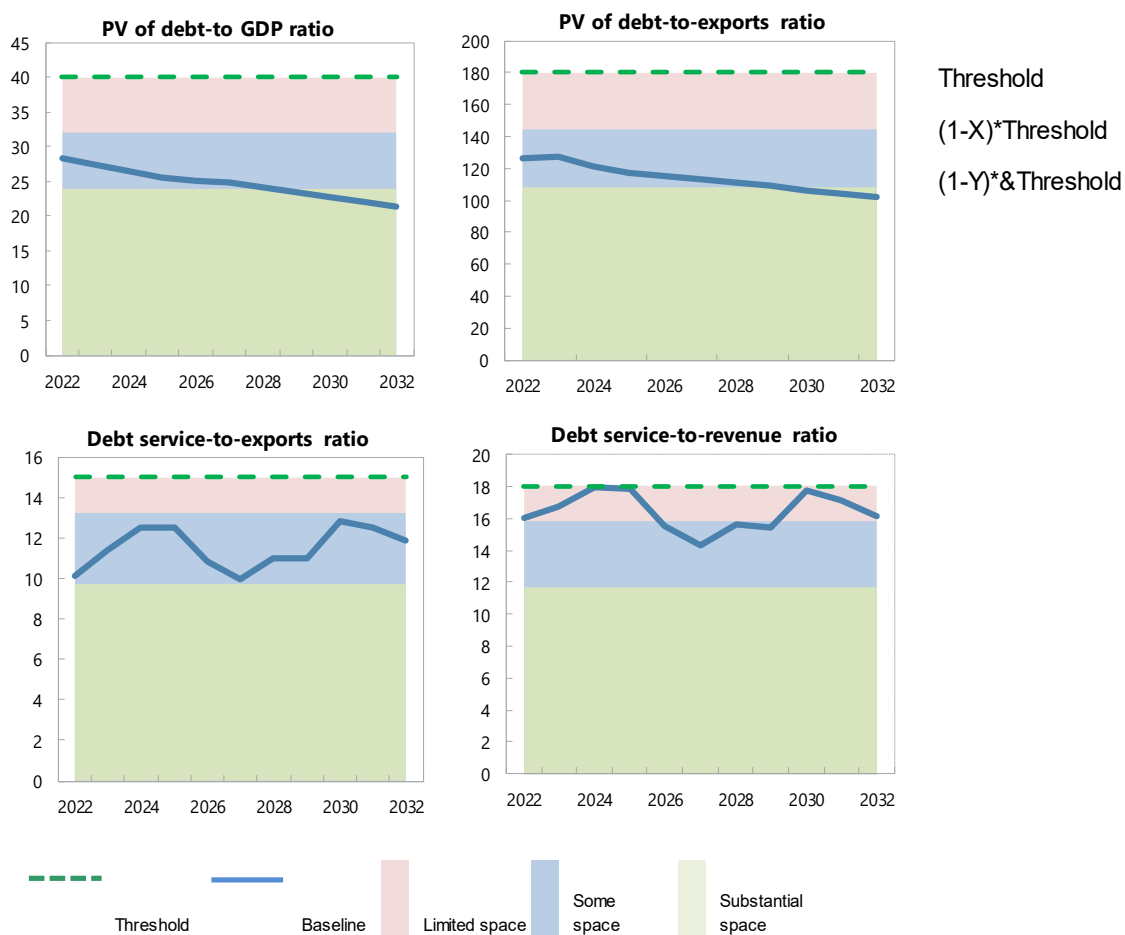 PV of debt-to GDP ratio
45
40
35
30
25
20
15
10
5
0
2022 2024 2026 2028 2030 2032
PV of debt-to-exports ratio
200
180
160
140
120
100
80
60
40
20
0
2022 2024 2026 2028 2030 2032
Threshold
(1-X)*Threshold
(1-Y)*&Threshold
Debt service-to-exports ratio
16
14
12
10
8
6
4
2
0
2022 2024 2026 2028 2030 2032
Debt service-to-revenue ratio
20
18
16
14
12
10
8
6
4
2
0
2022 2024 2026 2028 2030 2032
Threshold
Baseline
Limited space
Some
space
Substantial
space